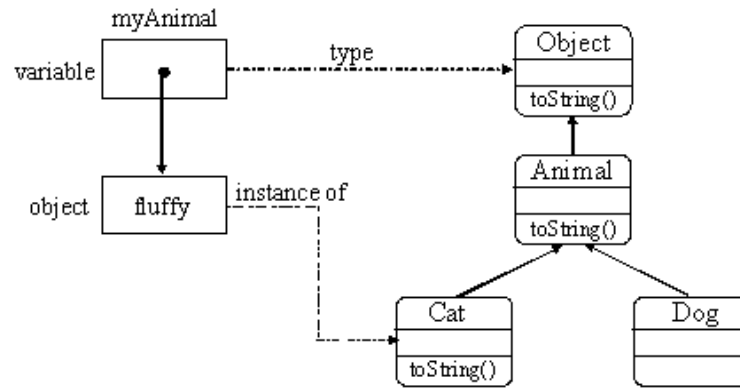 myAnimal
variable
type
Object
toString()
Animal
toString()
object
fluffy
instance of
Cat
toString()
Dog